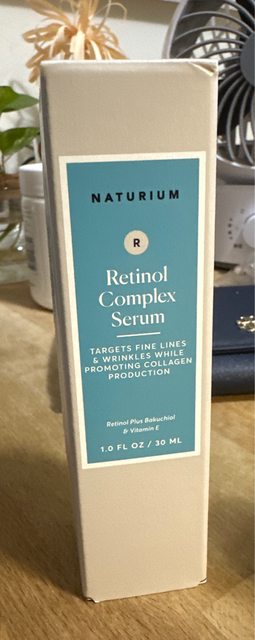 NATURIUM
R
Retinol
Complex
Serum
TARGETS FINE LINES
& WRINKLES WHILE
PROMOTING COLLAGEN
PRODUCTION
Retinol Plus Bakuchiol
& Vitamin E
1.0 FL OZ / 30 ML